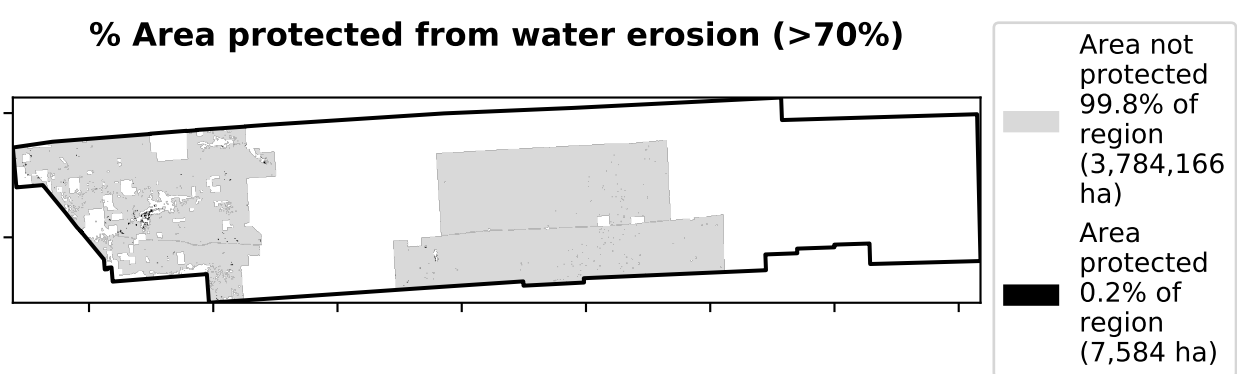 % Area protected from water erosion (>70%)
Area not
protected
99.8% of
region
(3,784,166
ha)
Area
protected
0.2% of
region
(7,584 ha)